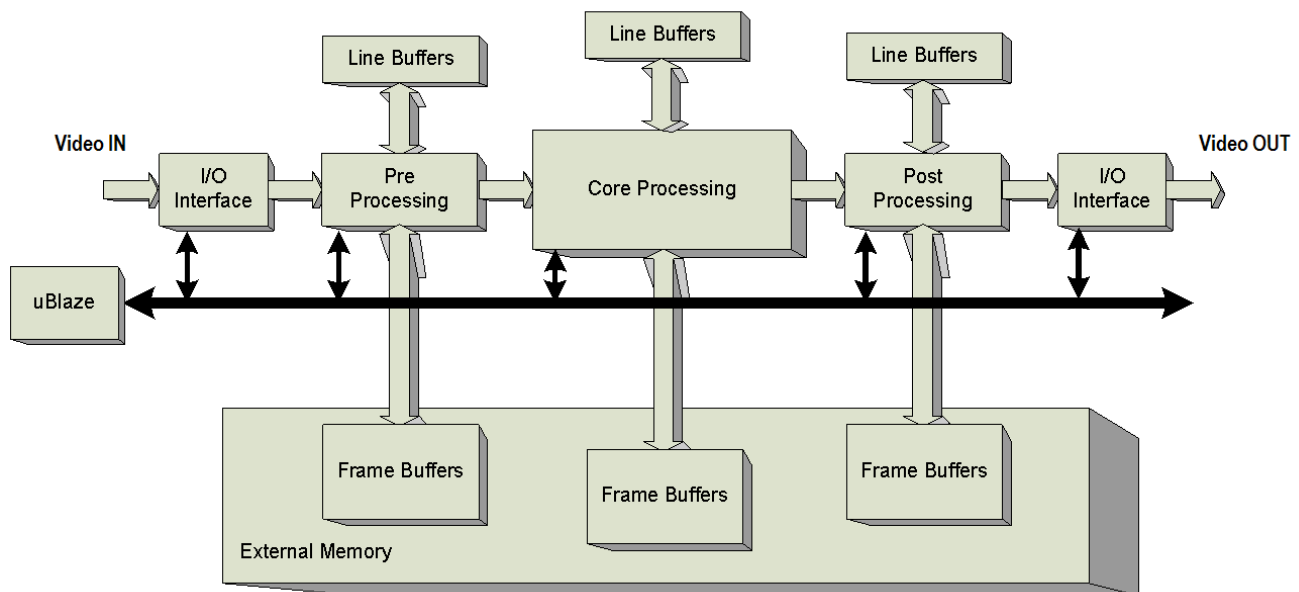 Line Buffers
Line Buffers
Line Buffers
Video IN
Video OUT
I/O
Interface
Pre
Processing
Core Processing
Post
Processing
I/O
Interface
uBlaze
Frame Buffers
Frame Buffers
Frame Buffers
External Memory